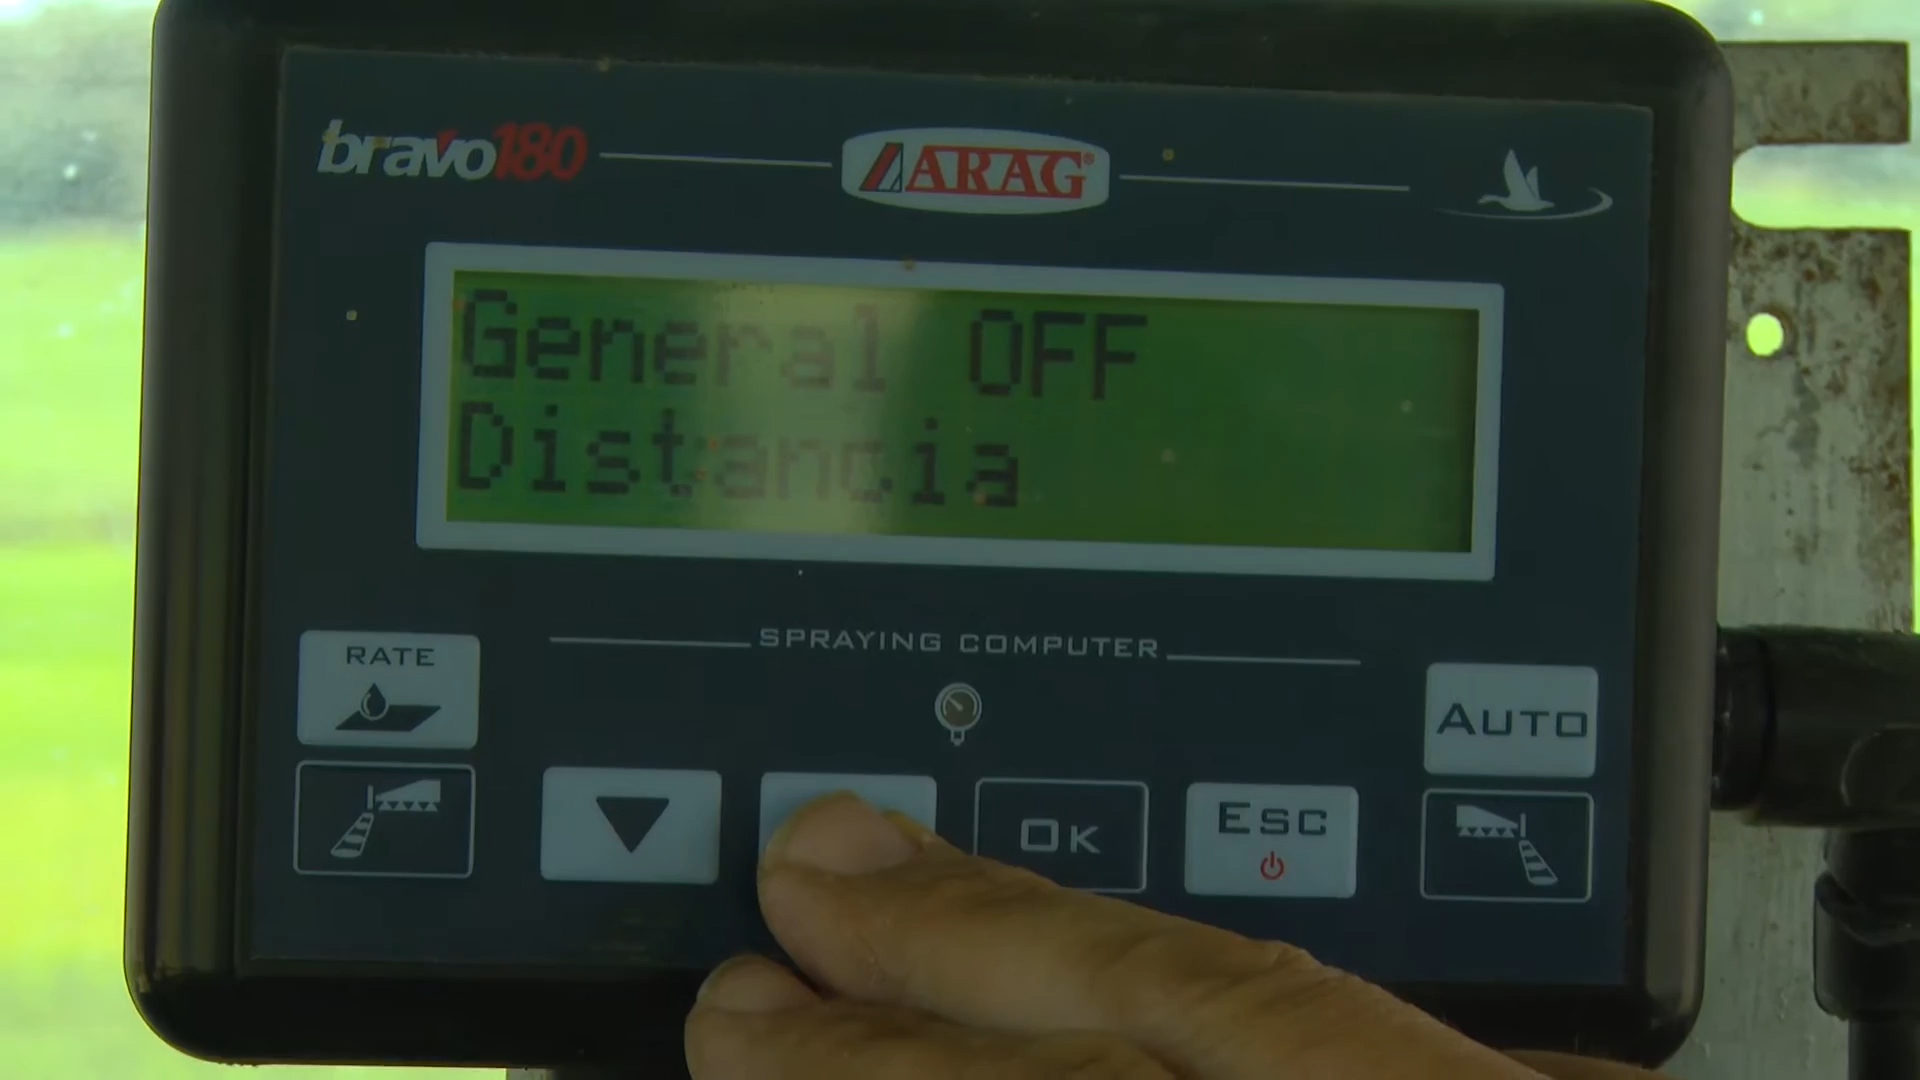 bravo180
ARAG®
General OFF
Distancia
SPRAYING COMPUTER
RATE
AUTO
OK
ESC